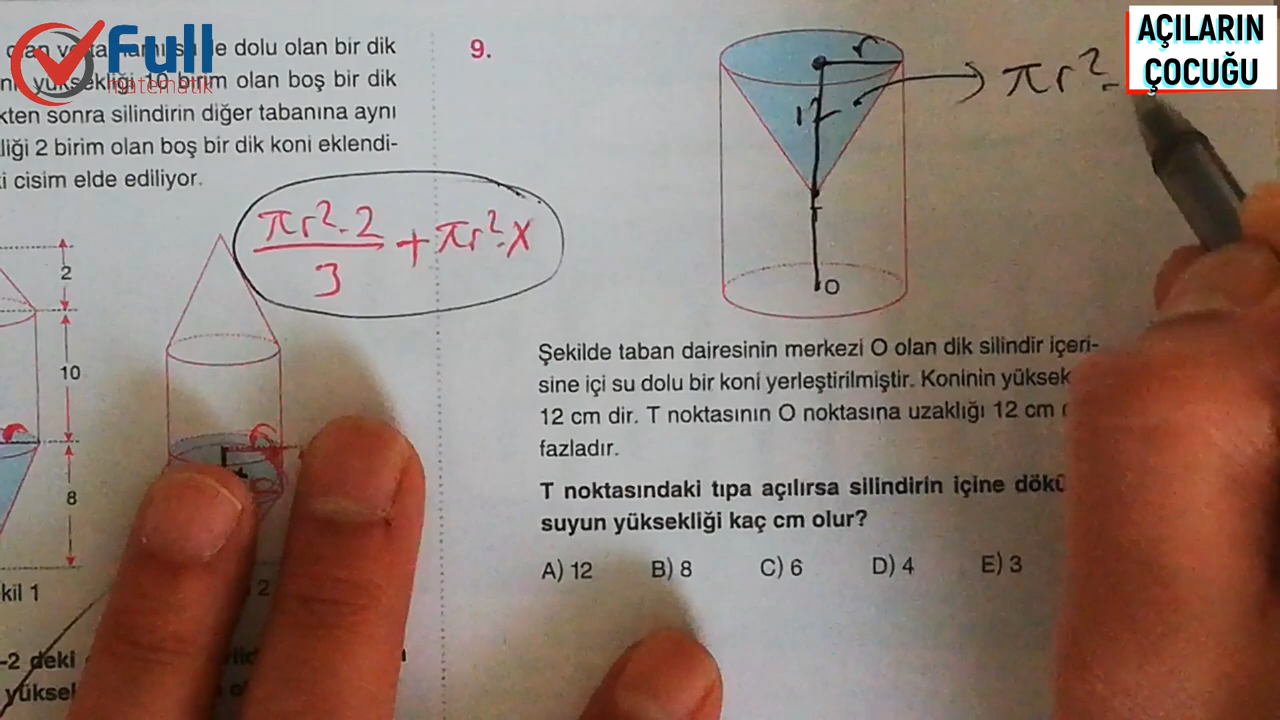 Full
matematik
AÇILARIN
ÇOCUĞU
dolu olan bir dik
yüksekliği 10 birim olan boş bir dik
kten sonra silindirin diğer tabanına aynı
liği 2 birim olan boş bir dik koni eklendi-
i cisim elde ediliyor.
2
10
8
πr²·2
3
+ πr²·x
kil 1
2
-2 deki
yüksel
9.
r
12
T
O
πr²·
Şekilde taban dairesinin merkezi O olan dik silindir içeri-
sine içi su dolu bir koni yerleştirilmiştir. Koninin yüksek
12 cm dir. T noktasının O noktasına uzaklığı 12 cm
fazladır.
T noktasındaki tıpa açılırsa silindirin içine dökü
suyun yüksekliği kaç cm olur?
A) 12 B) 8 C) 6 D) 4 E) 3